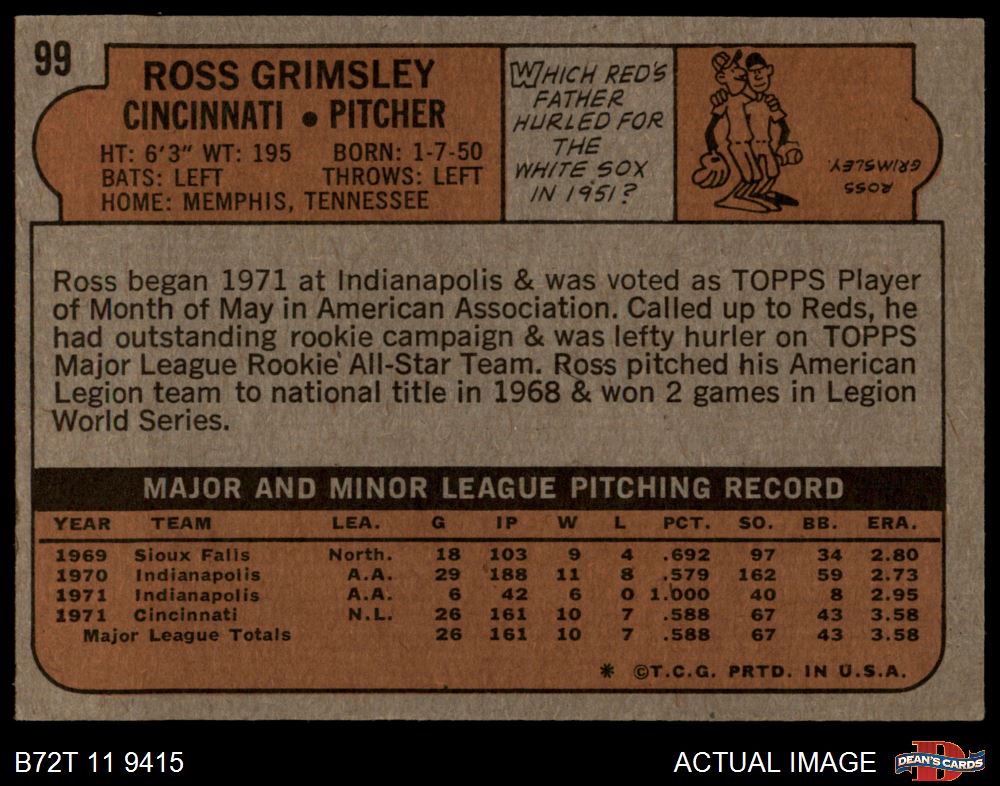 99
ROSS GRIMSLEY
CINCINNATI • PITCHER
HT: 6'3" WT: 195 BORN: 1-7-50
BATS: LEFT THROWS: LEFT
HOME: MEMPHIS, TENNESSEE
WHICH RED'S
FATHER
HURLED FOR
THE
WHITE SOX
IN 1951?
ROSS
GRIMSLEY.
Ross began 1971 at Indianapolis & was voted as TOPPS Player
of Month of May in American Association. Called up to Reds, he
had outstanding rookie campaign & was lefty hurler on TOPPS
Major League Rookie All-Star Team. Ross pitched his American
Legion team to national title in 1968 & won 2 games in Legion
World Series.
MAJOR AND MINOR LEAGUE PITCHING RECORD
YEAR TEAM LEA. G IP W L PCT. SO. BB. ERA.
1969 Sioux Falls North. 18 103 9 4 .692 97 34 2.80
1970 Indianapolis A.A. 29 188 11 8 .579 162 59 2.73
1971 Indianapolis A.A. 6 42 6 0 1.000 40 8 2.95
1971 Cincinnati N.L. 26 161 10 7 .588 67 43 3.58
Major League Totals 26 161 10 7 .588 67 43 3.58
* ©T.C.G. PRTD. IN U.S.A.
B72T 11 9415 ACTUAL IMAGE
D
DEAN'S CARDS